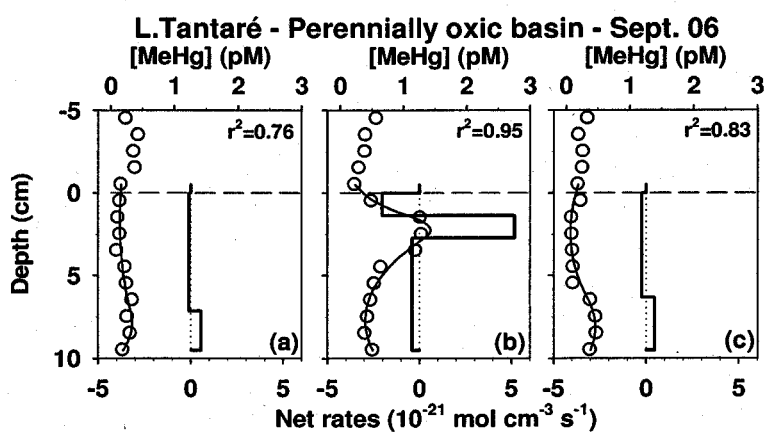 L.Tantaré - Perennially oxic basin - Sept. 06
[MeHg] (pM) [MeHg] (pM) [MeHg] (pM)
0 1 2 3 0 1 2 3 0 1 2 3
-5
r²=0.76 r²=0.95 r²=0.83
0
Depth (cm)
5
(a) (b) (c)
10
-5 0 5 -5 0 5 -5 0 5
Net rates (10⁻²¹ mol cm⁻³ s⁻¹)